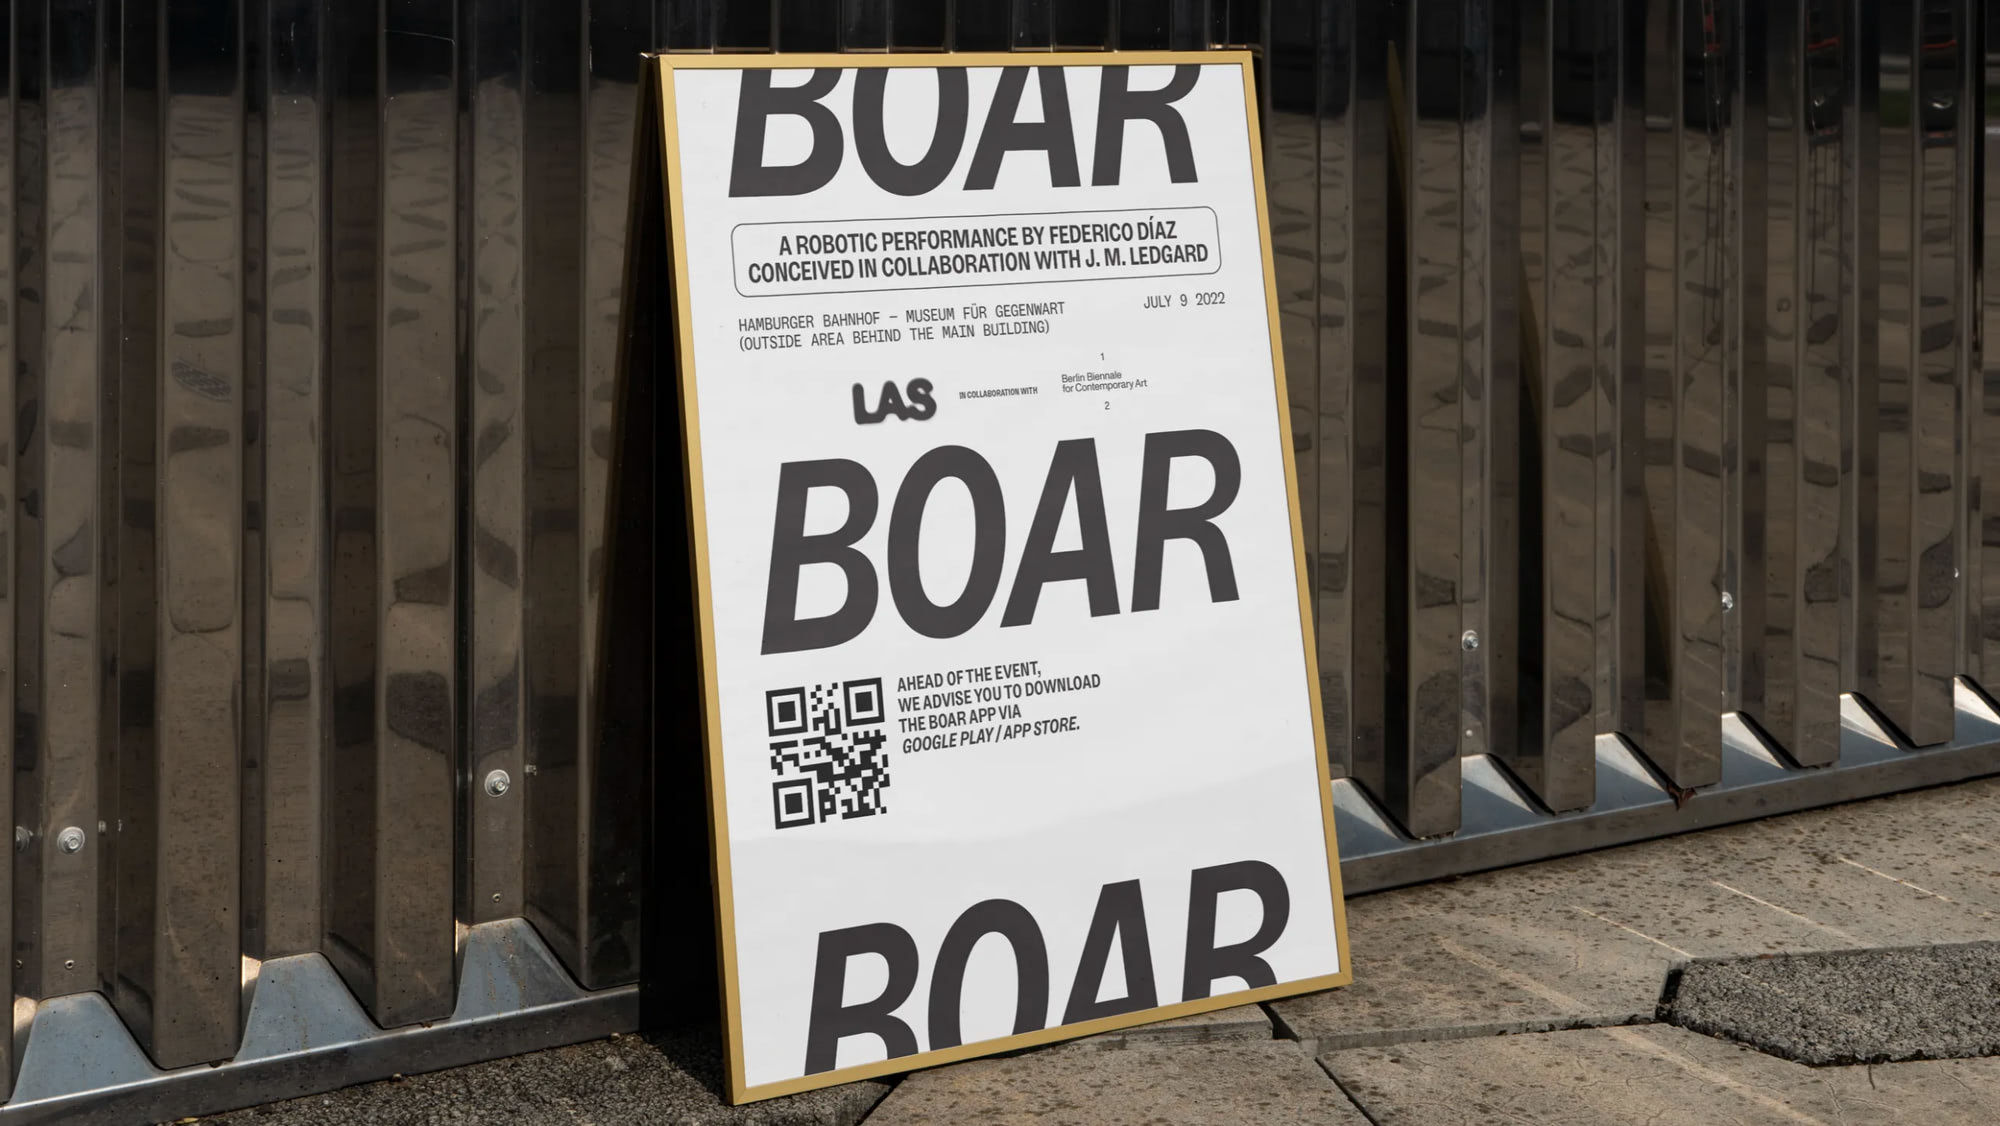 BOAR
A ROBOTIC PERFORMANCE BY FEDERICO DÍAZ
CONCEIVED IN COLLABORATION WITH J. M. LEDGARD
HAMBURGER BAHNHOF – MUSEUM FÜR GEGENWART
(OUTSIDE AREA BEHIND THE MAIN BUILDING)
JULY 9 2022
LAS
IN COLLABORATION WITH
1
Berlin Biennale
for Contemporary Art
2
BOAR
AHEAD OF THE EVENT,
WE ADVISE YOU TO DOWNLOAD
THE BOAR APP VIA
GOOGLE PLAY / APP STORE.
BOAR